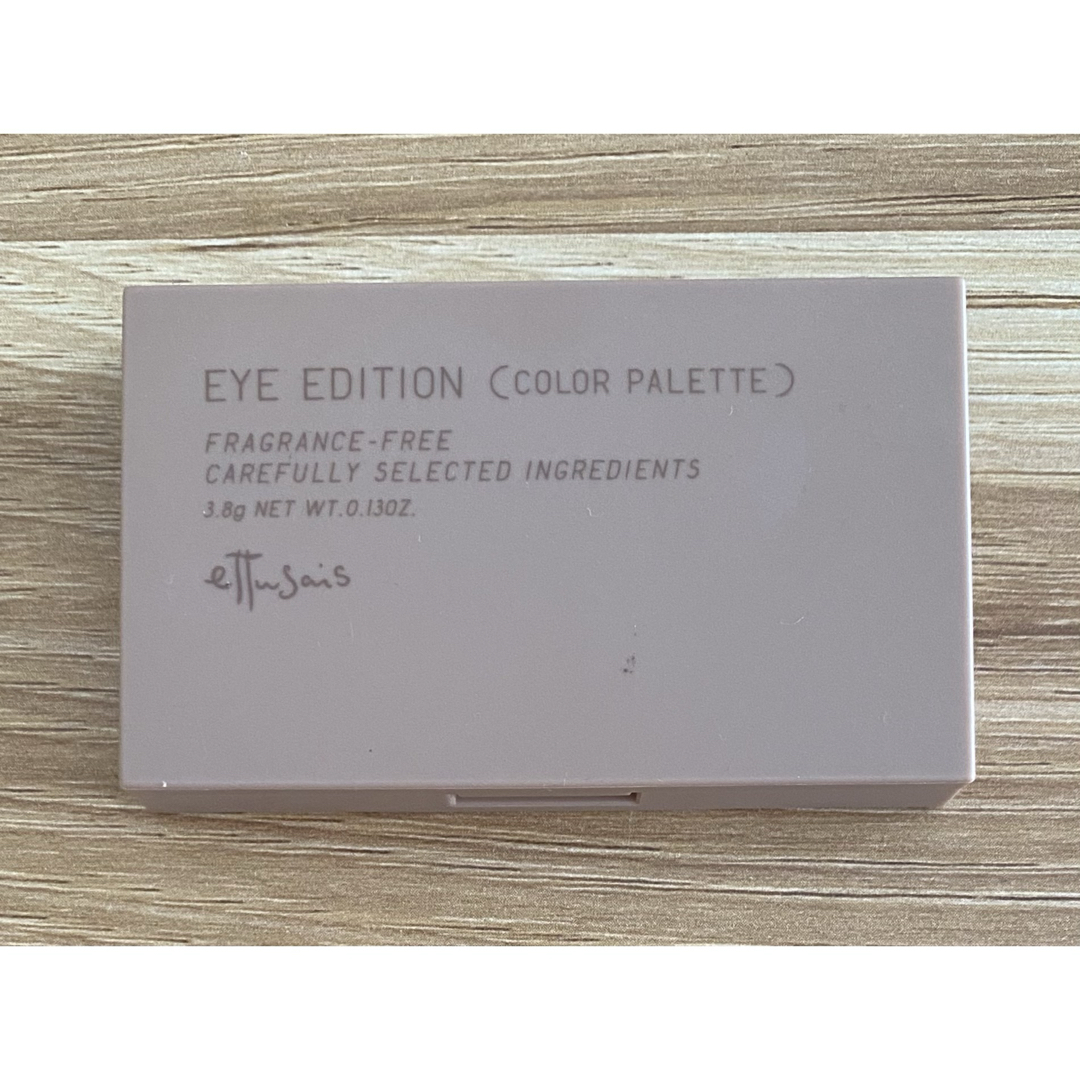 EYE EDITION (COLOR PALETTE)
FRAGRANCE-FREE
CAREFULLY SELECTED INGREDIENTS
3.8g NET WT.0.13OZ.
ettusais